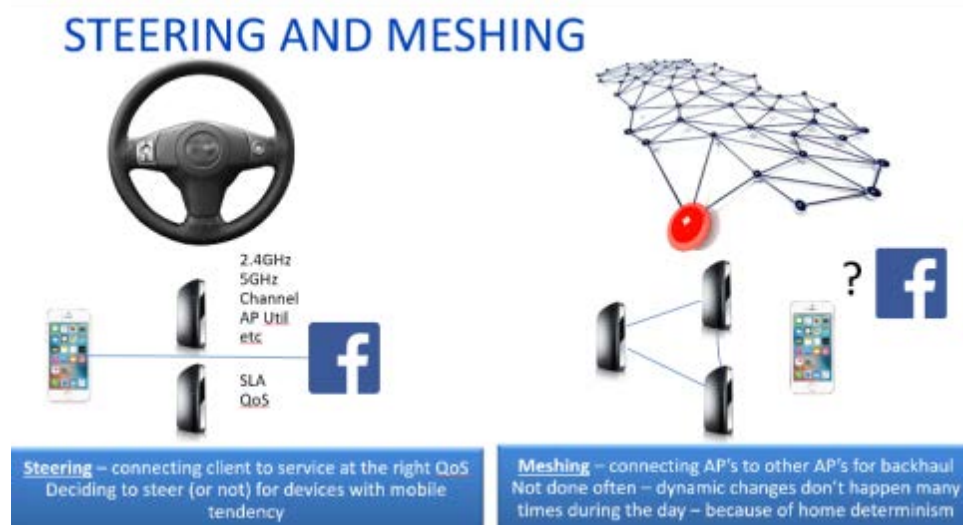 STEERING AND MESHING
2.4GHz
5GHz
Channel
AP Util
etc
SLA
QoS
?
Steering – connecting client to service at the right QoS
Deciding to steer (or not) for devices with mobile
tendency
Meshing – connecting AP's to other AP's for backhaul
Not done often – dynamic changes don't happen many
times during the day – because of home determinism